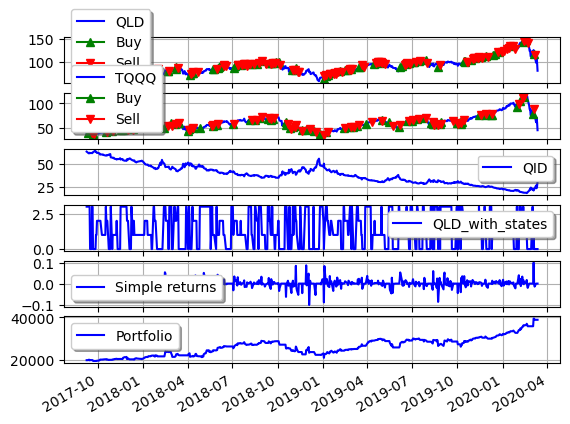 QLD
Buy
Sell
150
100
TQQQ
Buy
Sell
100
50
50
25
QID
2.5
0.0
QLD_with_states
0.1
0.0
−0.1
Simple returns
40000
20000
Portfolio
2017-10
2018-01
2018-04
2018-07
2018-10
2019-01
2019-04
2019-07
2019-10
2020-01
2020-04